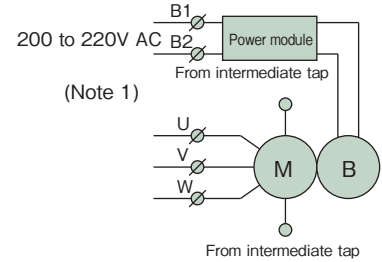 B1
200 to 220V AC
B2
Power module
From intermediate tap
(Note 1)
U
V
W
M
B
From intermediate tap